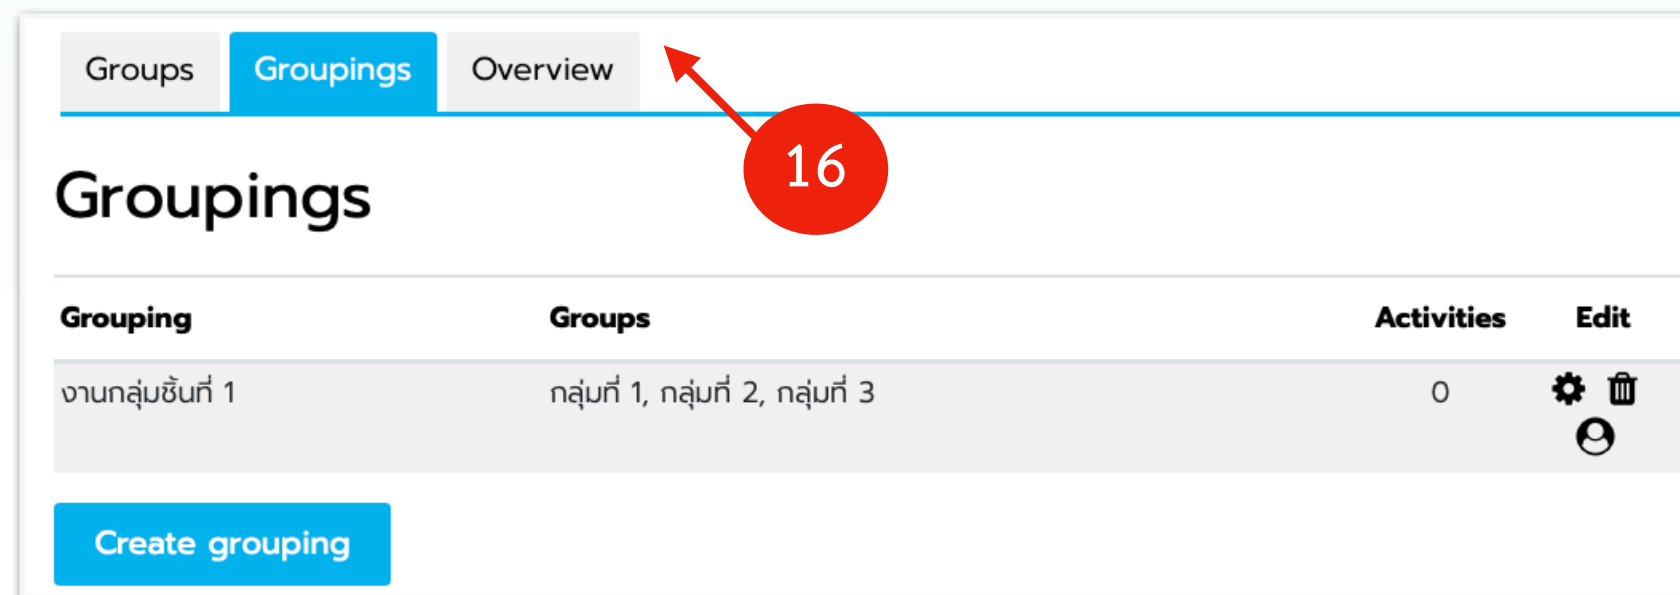 Groups Groupings Overview
16
Groupings
Grouping Groups Activities Edit
งานกลุ่มชิ้นที่ 1 กลุ่มที่ 1, กลุ่มที่ 2, กลุ่มที่ 3 0
Create grouping